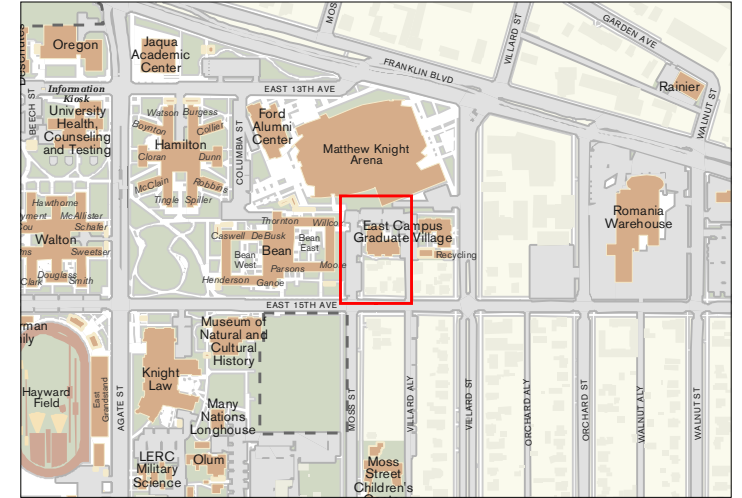 MOSS
VILLARD ST
GARDEN AVE
Oregon
Jaqua
Academic
Center
FRANKLIN BLVD
Rainier
WALNUT ST
EAST 13TH AVE
Information
Kiosk
BEECH ST
University
Health,
Counseling
and Testing
Watson
Burgess
Boynton
Collier
Hamilton
Cloran
Dunn
McClain
Robbins
Tingle
Spiller
COLUMBIA ST
Ford
Alumni
Center
Matthew Knight
Arena
Hawthorne
McAllister
Schafer
Walton
Sweetser
Douglass
Clark
Smith
Thornton
Willco
Caswell
DeBusk
Bean
East
Bean
West
Bean
Parsons
Moore
Henderson
Ganoe
East Campus
Graduate Village
Recycling
Romania
Warehouse
EAST 15TH AVE
Museum of
Natural and
Cultural
History
Knight
Law
Many
Nations
Longhouse
Hayward
Field
East
Grandstand
AGATE ST
MOSS ST
VILLARD ALY
VILLARD ST
ORCHARD ALY
ORCHARD ST
WALNUT ALY
WALNUT ST
LERC
Military
Science
Olum
Moss
Street
Children's